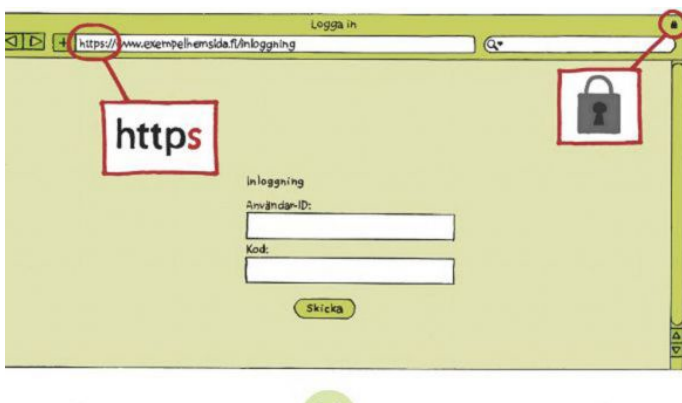 Logga in
https://www.exempelhemsida.fi/inloggning
https
Inloggning
Användar-ID:
Kod:
Skicka